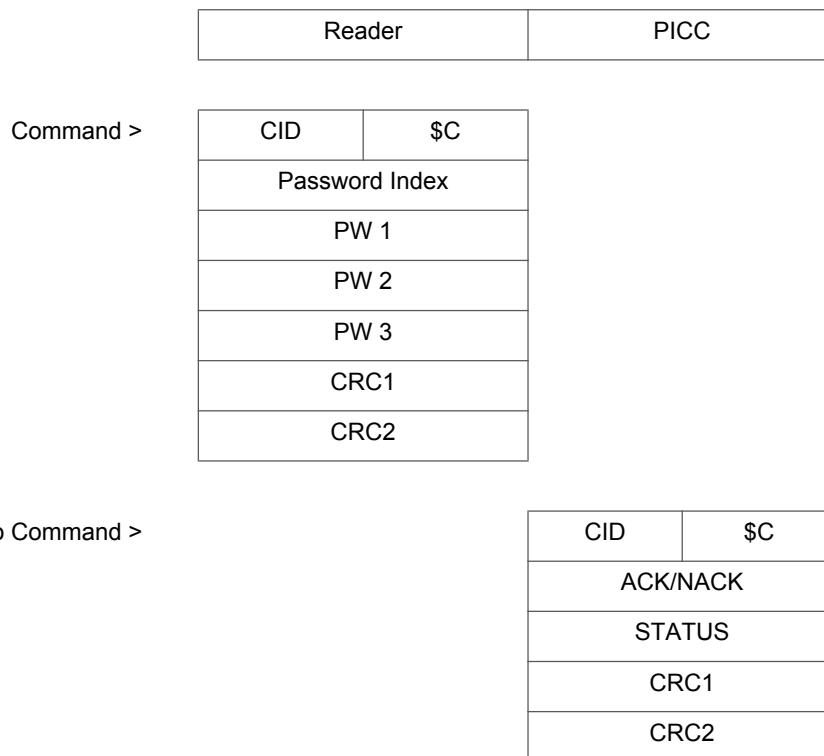 Reader PICC
Command > CID $C
Password Index
PW 1
PW 2
PW 3
CRC1
CRC2
Command > CID $C
ACK/NACK
STATUS
CRC1
CRC2